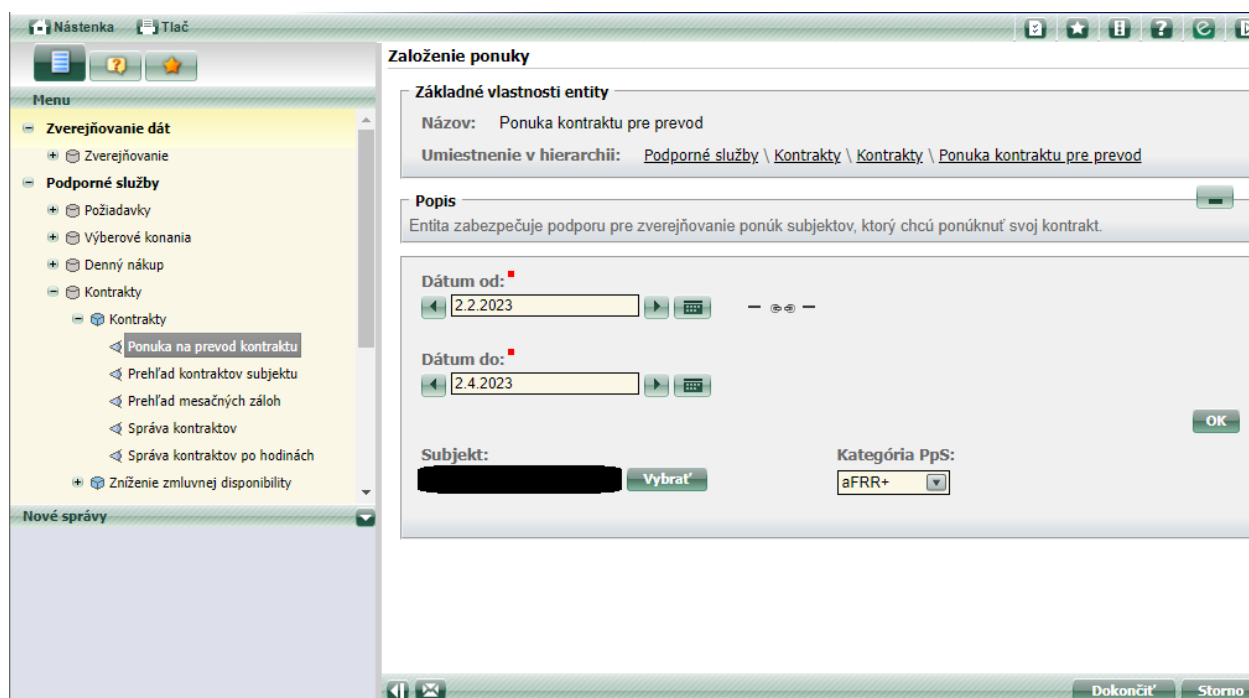 Nástenka Tlač
Menu
Zverejňovanie dát
Zverejňovanie
Podporné služby
Požiadavky
Výberové konania
Denný nákup
Kontrakty
Kontrakty
Ponuka na prevod kontraktu
Prehľad kontraktov subjektu
Prehľad mesačných záloh
Správa kontraktov
Správa kontraktov po hodinách
Zníženie zmluvnej disponibility
Nové správy
Založenie ponuky
Základné vlastnosti entity
Názov: Ponuka kontraktu pre prevod
Umiestnenie v hierarchii: Podporné služby \ Kontrakty \ Kontrakty \ Ponuka kontraktu pre prevod
Popis
Entita zabezpečuje podporu pre zverejňovanie ponúk subjektov, ktorý chcú ponúknuť svoj kontrakt.
Dátum od:
2.2.2023
Dátum do:
2.4.2023
OK
Subjekt: Kategória PpS:
Vybrať aFRR+
Dokončiť Storno